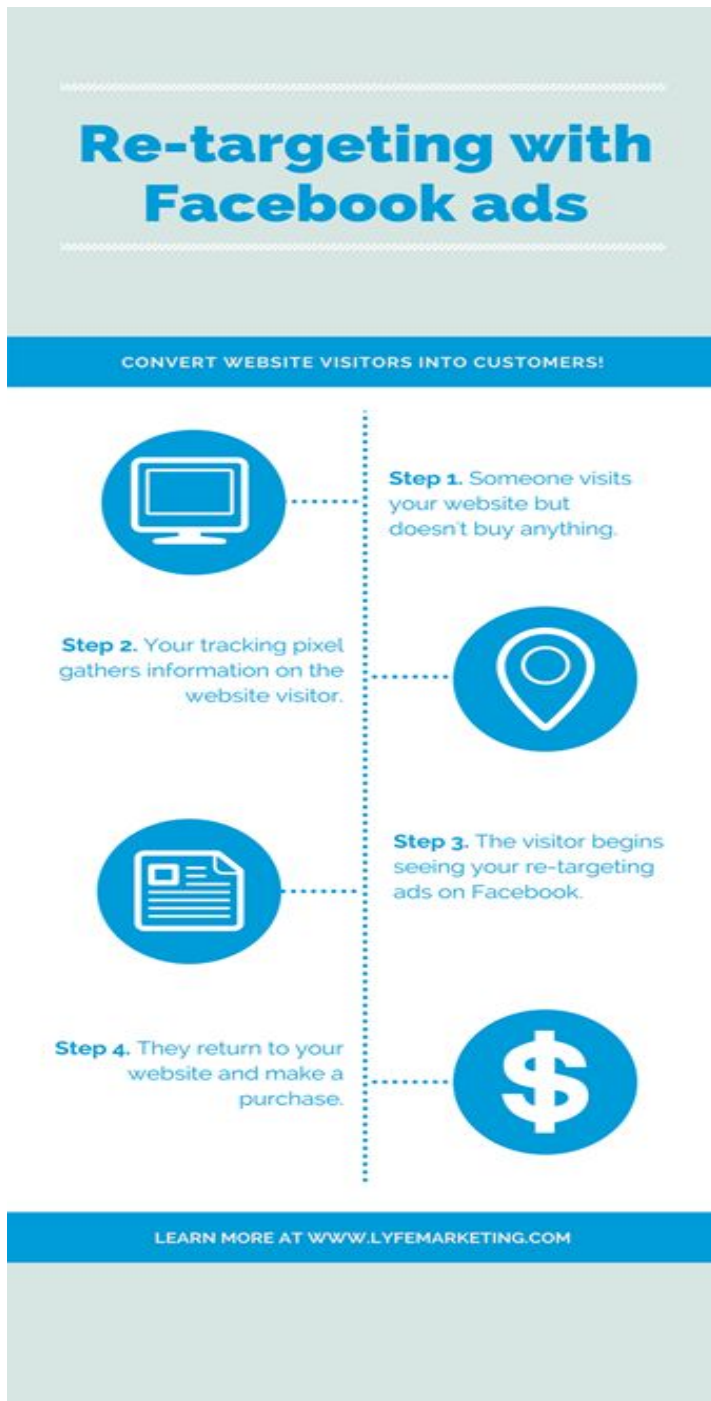 Re-targeting with
Facebook ads
CONVERT WEBSITE VISITORS INTO CUSTOMERS!
Step 1. Someone visits
your website but
doesn't buy anything.
Step 2. Your tracking pixel
gathers information on the
website visitor.
Step 3. The visitor begins
seeing your re-targeting
ads on Facebook.
Step 4. They return to your
website and make a
purchase.
$
LEARN MORE AT WWW.LYFEMARKETING.COM